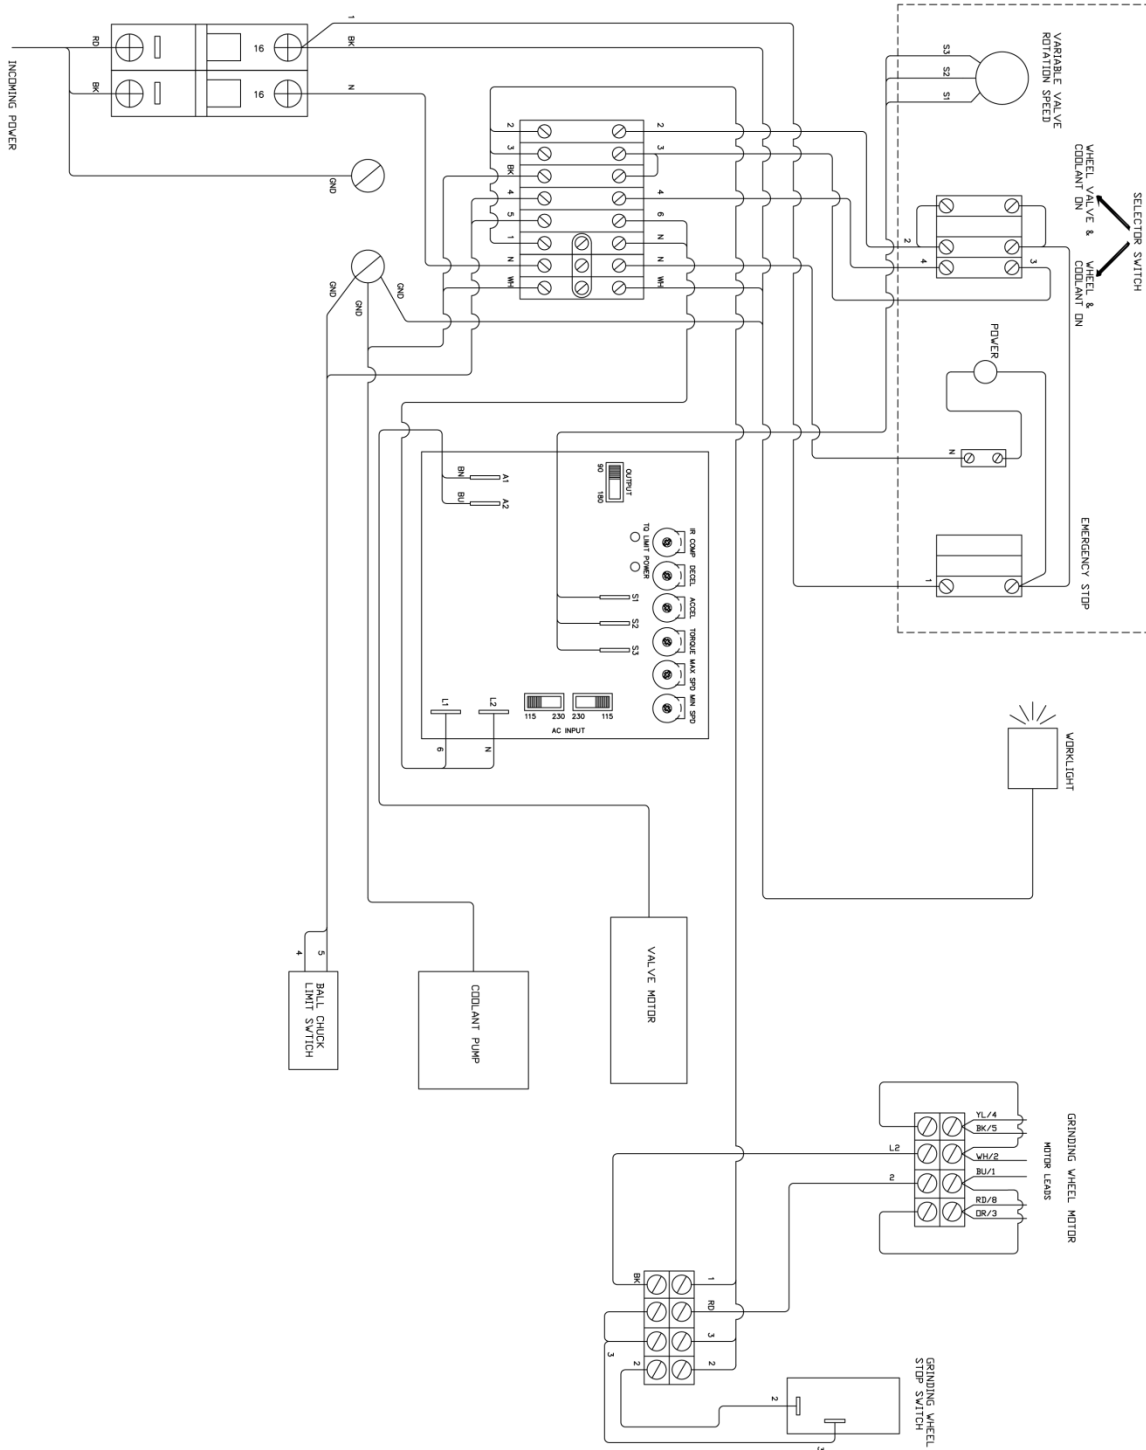 INCOMING POWER
RD
BK
16
16
1
BK
N
GND
GND
GND
GND
2
3
BK
4
5
1
N
WH
2
3
4
6
N
N
WH
S3
S2
S1
VARIABLE VALVE
ROTATION SPEED
WHEEL VALVE &
COOLANT ON
SELECTOR SWITCH
WHEEL &
COOLANT ON
2
4
3
POWER
N
EMERGENCY STOP
1
BN
BU
A1
A2
90
180
OUTPUT
TQ LIMIT
POWER
IR COMP
DECEL
ACCEL
TORQUE
MAX SPD
MIN SPD
S1
S2
S3
L1
L2
115
230
230
115
AC INPUT
6
N
WORKLIGHT
4
5
BALL CHUCK
LIMIT SWTICH
COOLANT PUMP
VALVE MOTOR
GRINDING WHEEL MOTOR
MOTOR LEADS
YL/4
BK/5
WH/2
BU/1
RD/8
OR/3
L2
2
BK
1
RD
3
2
3
2
GRINDING WHEEL
STOP SWITCH
2
3